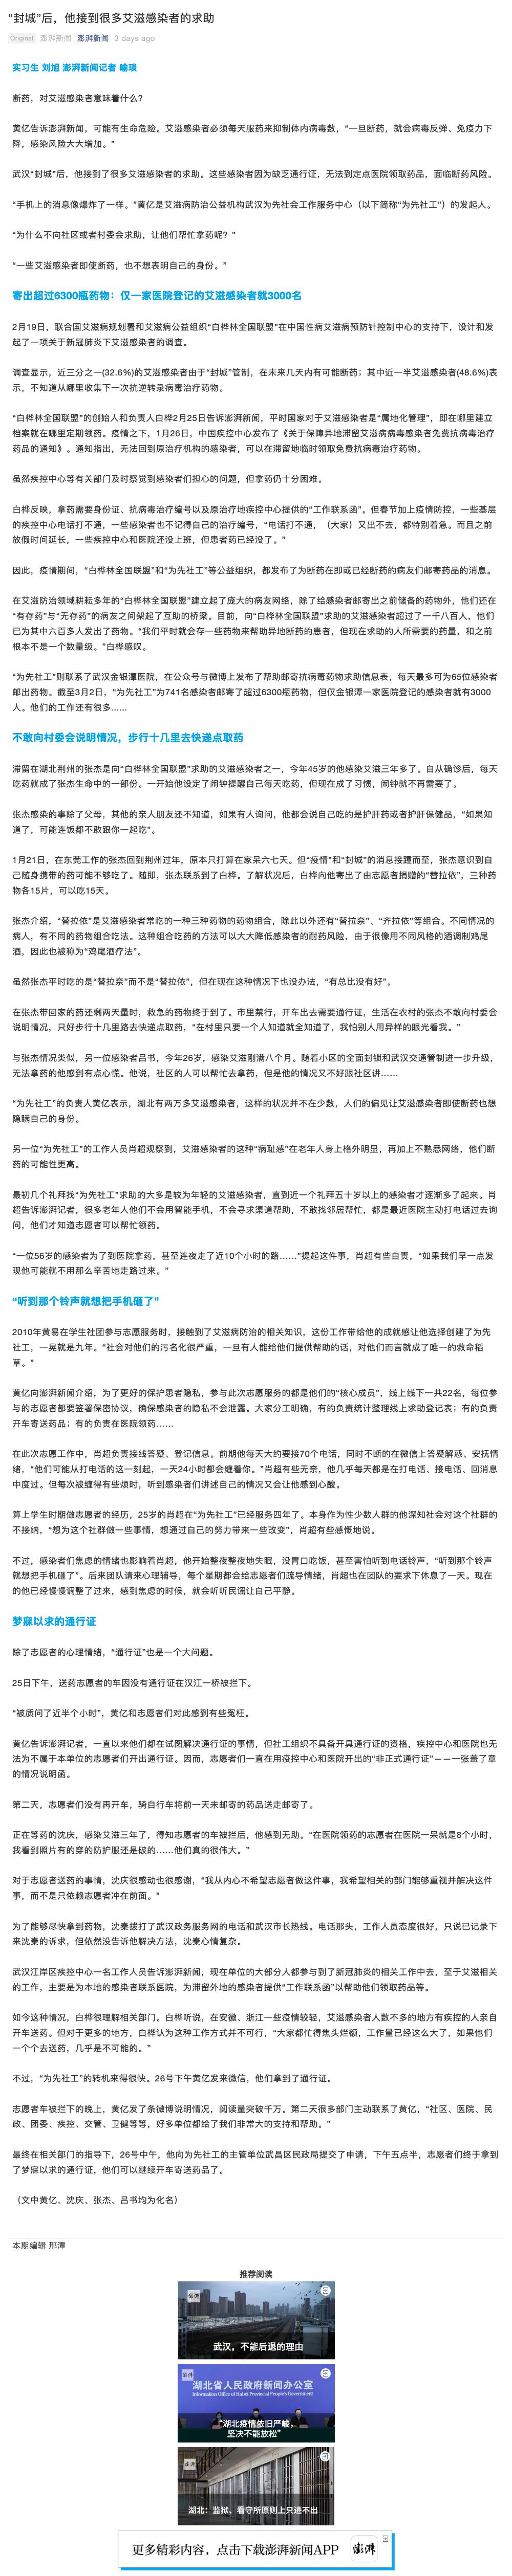 “封城”后，他接到很多艾滋感染者的求助
Original 澎湃新闻 澎湃新闻 3 days ago
实习生 刘旭 澎湃新闻记者 喻琰
断药，对艾滋感染者意味着什么？
黄亿告诉澎湃新闻，可能有生命危险。艾滋感染者必须每天服药来抑制体内病毒数，“一旦断药，就会病毒反弹、免疫力下
降，感染风险大大增加。”
武汉“封城”后，他接到了很多艾滋感染者的求助。这些感染者因为缺乏通行证，无法到定点医院领取药品，面临断药风险。
“手机上的消息像爆炸了一样。”黄亿是艾滋病防治公益机构武汉为先社会工作服务中心（以下简称“为先社工”）的发起人。
“为什么不向社区或者村委会求助，让他们帮忙拿药呢？”
“一些艾滋感染者即使断药，也不想表明自己的身份。”
寄出超过6300瓶药物：仅一家医院登记的艾滋感染者就3000名
2月19日，联合国艾滋病规划署和艾滋病公益组织“白桦林全国联盟”在中国性病艾滋病预防针控制中心的支持下，设计和发
起了一项关于新冠肺炎下艾滋感染者的调查。
调查显示，近三分之一(32.6%)的艾滋感染者由于“封城”管制，在未来几天内有可能断药；其中近一半艾滋感染者(48.6%)表
示，不知道从哪里收集下一次抗逆转录病毒治疗药物。
“白桦林全国联盟”的创始人和负责人白桦2月25日告诉澎湃新闻，平时国家对于艾滋感染者是“属地化管理”，即在哪里建立
档案就在哪里定期领药。疫情之下，1月26日，中国疾控中心发布了《关于保障异地滞留艾滋病病毒感染者免费抗病毒治疗
药品的通知》。通知指出，无法回到原治疗机构的感染者，可以在滞留地临时领取免费抗病毒治疗药物。
虽然疾控中心等有关部门及时察觉到感染者们担心的问题，但拿药仍十分困难。
白桦反映，拿药需要身份证、抗病毒治疗编号以及原治疗地疾控中心提供的“工作联系函”。但春节加上疫情防控，一些基层
的疾控中心电话打不通，一些感染者也不记得自己的治疗编号，“电话打不通，（大家）又出不去，都特别着急。而且之前
放假时间延长，一些疾控中心和医院还没上班，但患者药已经没了。”
因此，疫情期间，“白桦林全国联盟”和“为先社工”等公益组织，都发布了为断药在即或已经断药的病友们邮寄药品的消息。
在艾滋防治领域耕耘多年的“白桦林全国联盟”建立起了庞大的病友网络，除了给感染者邮寄出之前储备的药物外，他们还在
“有存药”与“无存药”的病友之间架起了互助的桥梁。目前，向“白桦林全国联盟”求助的艾滋感染者超过了一千八百人，他们
已为其中六百多人发出了药物。“我们平时就会存一些药物来帮助异地断药的患者，但现在求助的人所需要的药量，和之前
根本不是一个数量级。”白桦感叹。
“为先社工”则联系了武汉金银潭医院，在公众号与微博上发布了帮助邮寄抗病毒药物求助信息表，每天最多可为65位感染者
邮出药物。截至3月2日，“为先社工”为741名感染者邮寄了超过6300瓶药物，但仅金银潭一家医院登记的感染者就有3000
人。他们的工作还有很多……
不敢向村委会说明情况，步行十几里去快递点取药
滞留在湖北荆州的张杰是向“白桦林全国联盟”求助的艾滋感染者之一，今年45岁的他感染艾滋三年多了。自从确诊后，每天
吃药就成了张杰生命中的一部份。一开始他设定了闹钟提醒自己每天吃药，但现在成了习惯，闹钟就不再需要了。
张杰感染的事除了父母，其他的亲人朋友还不知道，如果有人询问，他都会说自己吃的是护肝药或者护肝保健品，“如果知
道了，可能连饭都不敢跟你一起吃”。
1月21日，在东莞工作的张杰回到荆州过年，原本只打算在家呆六七天。但“疫情”和“封城”的消息接踵而至，张杰意识到自
己随身携带的药可能不够吃了。随即，张杰联系到了白桦。了解状况后，白桦向他寄出了由志愿者捐赠的“替拉依”，三种药
物各15片，可以吃15天。
张杰介绍，“替拉依”是艾滋感染者常吃的一种三种药物的药物组合，除此以外还有“替拉奈”、“齐拉依”等组合。不同情况的
病人，有不同的药物组合吃法。这种组合吃药的方法可以大大降低感染者的耐药风险，由于很像用不同风格的酒调制鸡尾
酒，因此也被称为“鸡尾酒疗法”。
虽然张杰平时吃的是“替拉奈”而不是“替拉依”，但在现在这种情况下也没办法，“有总比没有好”。
在张杰带回家的药还剩两天量时，救急的药物终于到了。市里禁行，开车出去需要通行证，生活在农村的张杰不敢向村委会
说明情况，只好步行十几里路去快递点取药，“在村里只要一个人知道就全知道了，我怕别人用异样的眼光看我。”
与张杰情况类似，另一位感染者吕书，今年26岁，感染艾滋刚满八个月。随着小区的全面封锁和武汉交通管制进一步升级，
无法拿药的他感到有点心慌。他说，社区的人可以帮忙去拿药，但是他的情况又不好跟社区讲……
“为先社工”的负责人黄亿表示，湖北有两万多艾滋感染者，这样的状况并不在少数，人们的偏见让艾滋感染者即使断药也想
隐瞒自己的身份。
另一位“为先社工”的工作人员肖超观察到，艾滋感染者的这种“病耻感”在老年人身上格外明显，再加上不熟悉网络，他们断
药的可能性更高。
最初几个礼拜找“为先社工”求助的大多是较为年轻的艾滋感染者，直到近一个礼拜五十岁以上的感染者才逐渐多了起来。肖
超告诉澎湃记者，很多老年人他们不会用智能手机，不会寻求渠道帮助，不敢找邻居帮忙，都是最近医院主动打电话过去询
问，他们才知道志愿者可以帮忙领药。
“一位56岁的感染者为了到医院拿药，甚至连夜走了近10个小时的路……”提起这件事，肖超有些自责，“如果我们早一点发
现他可能就不用那么辛苦地走路过来。”
“听到那个铃声就想把手机砸了”
2010年黄易在学生社团参与志愿服务时，接触到了艾滋病防治的相关知识，这份工作带给他的成就感让他选择创建了为先
社工，一晃就是九年。“社会对他们的污名化很严重，一旦有人能给他们提供帮助的话，对他们而言就成了唯一的救命稻
草。”
黄亿向澎湃新闻介绍，为了更好的保护患者隐私，参与此次志愿服务的都是他们的“核心成员”，线上线下一共22名，每位参
与的志愿者都要签署保密协议，确保感染者的隐私不会泄露。大家分工明确，有的负责统计整理线上求助登记表；有的负责
开车寄送药品；有的负责在医院领药……
在此次志愿工作中，肖超负责接线答疑、登记信息。前期他每天大约要接70个电话，同时不断的在微信上答疑解惑、安抚情
绪，“他们可能从打电话的这一刻起，一天24小时都会缠着你。”肖超有些无奈，他几乎每天都是在打电话、接电话、回消息
中度过。但每次被缠得有些烦时，听到感染者们讲述自己的情况又会让他感到心酸。
算上学生时期做志愿者的经历，25岁的肖超在“为先社工”已经服务四年了。本身作为性少数人群的他深知社会对这个社群的
不接纳，“想为这个社群做一些事情，想通过自己的努力带来一些改变”，肖超有些感慨地说。
不过，感染者们焦虑的情绪也影响着肖超，他开始整夜整夜地失眠，没胃口吃饭，甚至害怕听到电话铃声，“听到那个铃声
就想把手机砸了”。后来团队请来心理辅导，每个星期都会给志愿者们疏导情绪，肖超也在团队的要求下休息了一天。现在
的他已经慢慢调整了过来，感到焦虑的时候，就会听听民谣让自己平静。
梦寐以求的通行证
除了志愿者的心理情绪，“通行证”也是一个大问题。
25日下午，送药志愿者的车因没有通行证在汉江一桥被拦下。
“被质问了近半个小时”，黄亿和志愿者们对此感到有些冤枉。
黄亿告诉澎湃记者，一直以来他们都在试图解决通行证的事情，但社工组织不具备开具通行证的资格，疾控中心和医院也无
法为不属于本单位的志愿者们开出通行证。因而，志愿者们一直在用疫控中心和医院开出的“非正式通行证”——一张盖了章
的情况说明函。
第二天，志愿者们没有再开车，骑自行车将前一天未邮寄的药品送走邮寄了。
正在等药的沈庆，感染艾滋三年了，得知志愿者的车被拦后，他感到无助。“在医院领药的志愿者在医院一呆就是8个小时，
我看到照片有的穿的防护服还是破的……他们真的很伟大。”
对于志愿者送药的事情，沈庆很感动也很感谢，“我从内心不希望志愿者做这件事，我希望相关的部门能够重视并解决这件
事，而不是只依赖志愿者冲在前面。”
为了能够尽快拿到药物，沈秦拨打了武汉政务服务网的电话和武汉市长热线。电话那头，工作人员态度很好，只说已记录下
来沈秦的诉求，但依然没告诉他解决方法，沈秦心情复杂。
武汉江岸区疾控中心一名工作人员告诉澎湃新闻，现在单位的大部分人都参与到了新冠肺炎的相关工作中去，至于艾滋相关
的工作，主要是为本地的感染者联系医院，为滞留外地的感染者提供“工作联系函”以帮助他们领取药品等。
如今这种情况，白桦很理解相关部门。白桦听说，在安徽、浙江一些疫情较轻，艾滋感染者人数不多的地方有疾控的人亲自
开车送药。但对于更多的地方，白桦认为这种工作方式并不可行，“大家都忙得焦头烂额，工作量已经这么大了，如果他们
一个个去送药，几乎是不可能的。”
不过，“为先社工”的转机来得很快。26号下午黄亿发来微信，他们拿到了通行证。
志愿者车被拦下的晚上，黄亿发了条微博说明情况，阅读量突破千万。第二天很多部门主动联系了黄亿，“社区、医院、民
政、团委、疾控、交管、卫健等等，好多单位都给了我们非常大的支持和帮助。”
最终在相关部门的指导下，26号中午，他向为先社工的主管单位武昌区民政局提交了申请，下午五点半，志愿者们终于拿到
了梦寐以求的通行证，他们可以继续开车寄送药品了。
（文中黄亿、沈庆、张杰、吕书均为化名）
本期编辑 邢潭
推荐阅读
武汉，不能后退的理由
湖北省人民政府新闻办公室
Information Office of Hubei Provincial People's Government
“湖北疫情依旧严峻，
坚决不能放松”
湖北：监狱、看守所原则上只进不出
更多精彩内容，点击下载澎湃新闻APP 澎湃